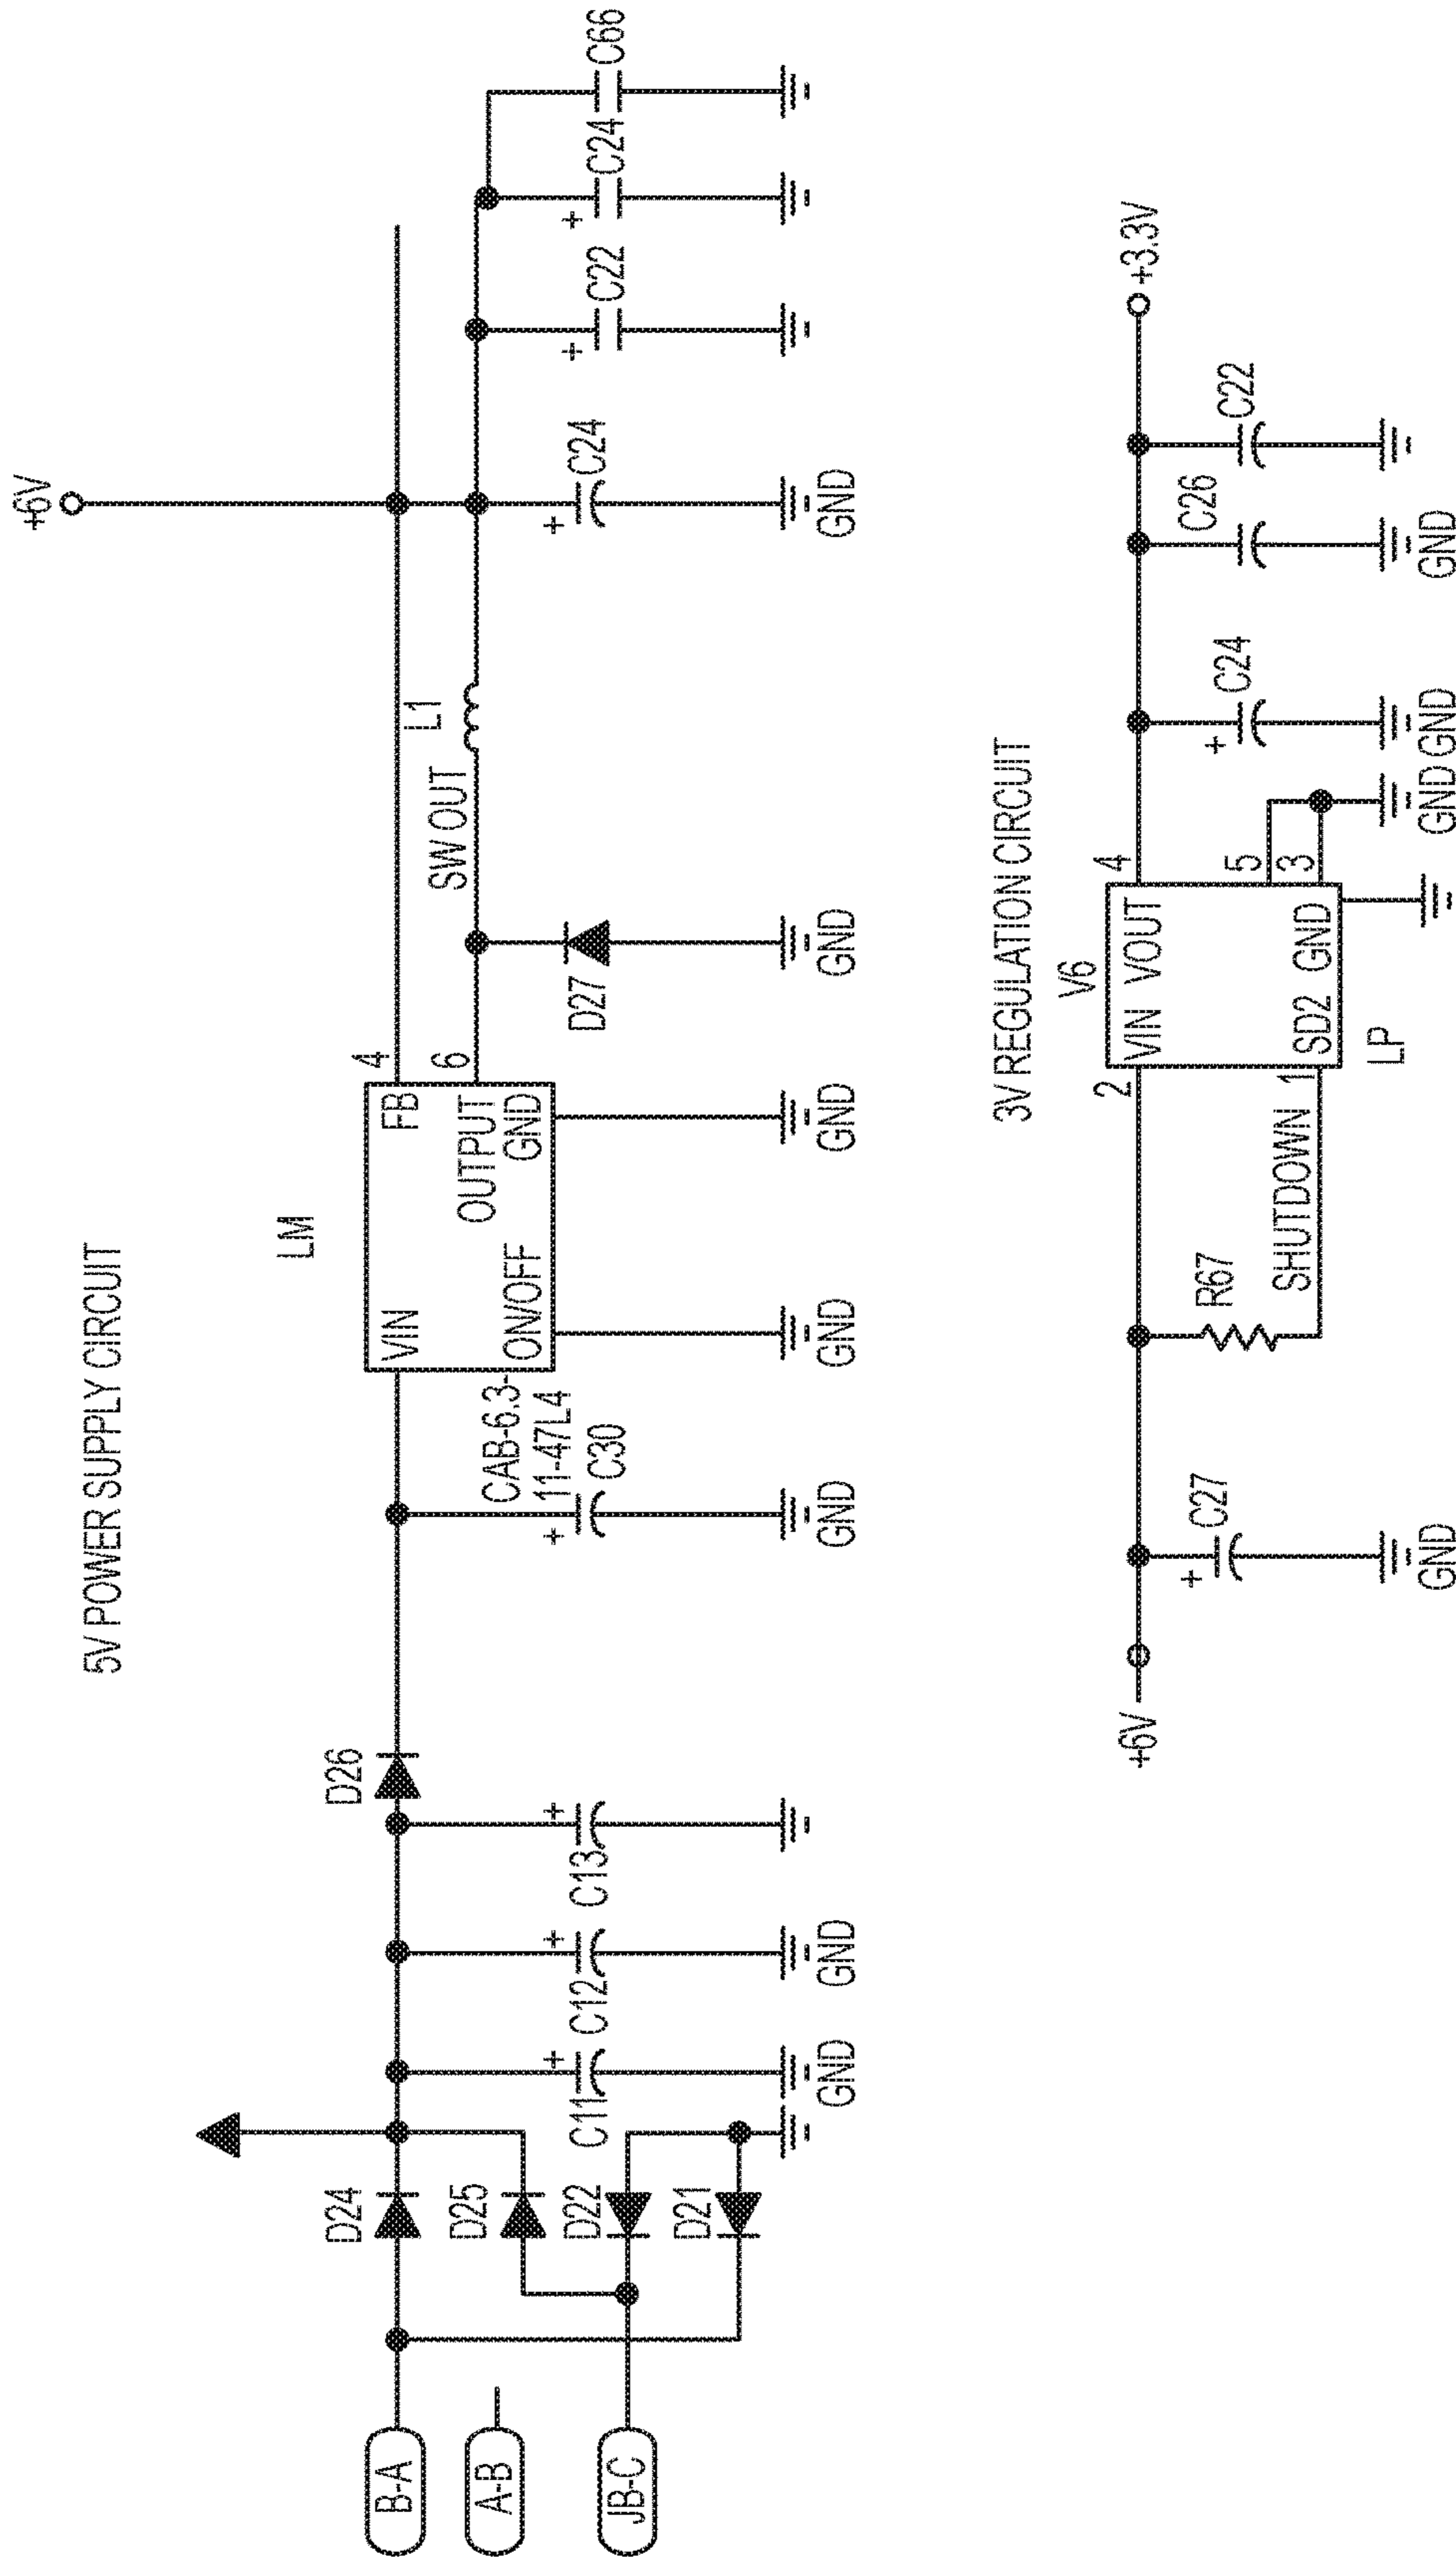 5V POWER SUPPLY CIRCUIT
+6V
LM
D26
D24
VIN
FB
4
L1
B-A
ON/OFF
OUTPUT
GND
6
SW OUT
A-B
D25
CAB-6.3-
11-47L4
C30
+
C11
+
C12
+
C13
+
D27
C24
+
C22
+
C24
+
C66
JB-C
D22
D21
GND
GND
GND
GND
GND
GND
GND
3V REGULATION CIRCUIT
V6
+6V
2
VIN
VOUT
4
+3.3V
C27
+
R67
SHUTDOWN
1
SD2
GND
5
3
C24
+
C26
C22
LP
GND
GND
GND
GND